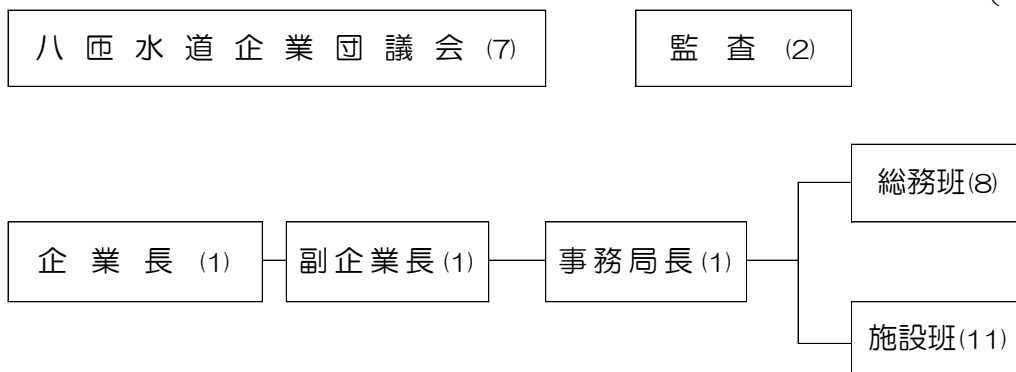 八匝水道企業団議会 (7)
監査 (2)
総務班(8)
企業長 (1)
副企業長(1)
事務局長(1)
施設班(11)